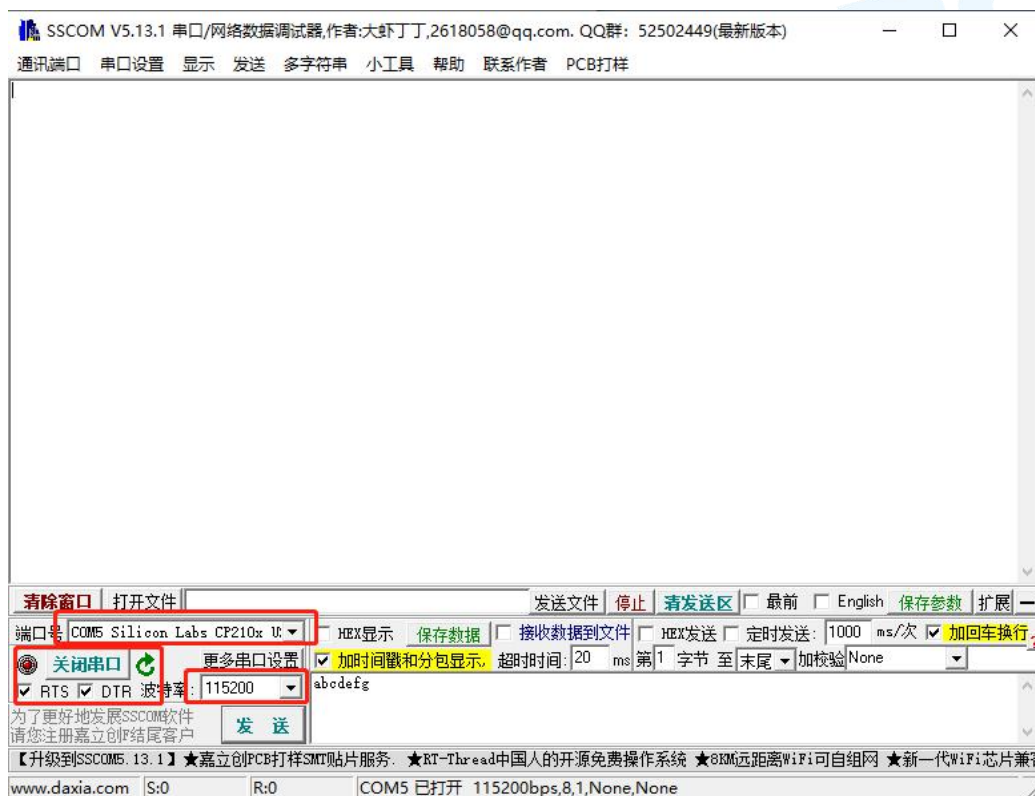 SSCOM V5.13.1 串口/网络数据调试器,作者:大虾丁丁,2618058@qq.com. QQ群： 52502449(最新版本)
通讯端口 串口设置 显示 发送 多字符串 小工具 帮助 联系作者 PCB打样
清除窗口 打开文件 发送文件 停止 清发送区 最前 English 保存参数 扩展
端口号 COM5 Silicon Labs CP210x HEX显示 保存数据 接收数据到文件 HEX发送 定时发送: 1000 ms/次 加回车换行
关闭串口 更多串口设置 加时间戳和分包显示, 超时时间: 20 ms 第 1 字节 至 末尾 加校验 None
RTS DTR 波特率: 115200 abcdefg
为了更好地发展SSCOM软件
请您注册嘉立创F结尾客户
发 送
【升级到SSCOM5.13.1】★嘉立创PCB打样SMT贴片服务. ★RT-Thread中国人的开源免费操作系统 ★8KM远距离WiFi可自组网 ★新一代WiFi芯片兼
www.daxia.com S:0 R:0 COM5 已打开 115200bps,8,1,None,None